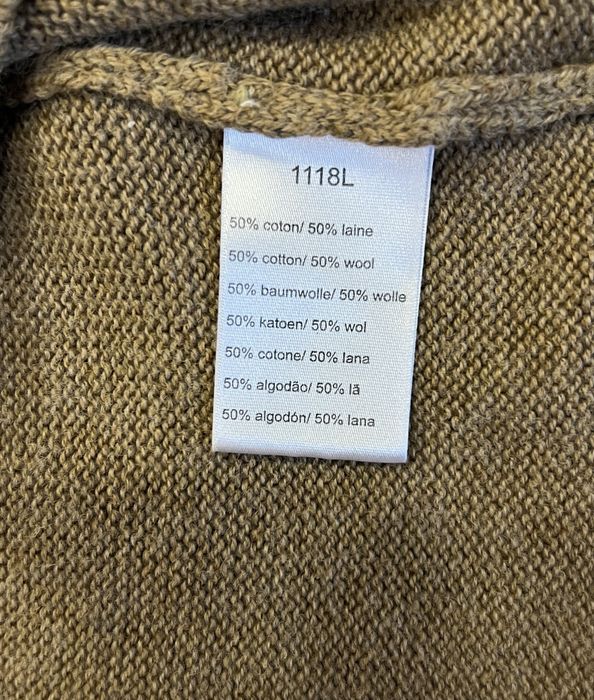 1118L
50% coton/ 50% laine
50% cotton/ 50% wool
50% baumwolle/ 50% wolle
50% katoen/ 50% wol
50% cotone/ 50% lana
50% algodão/ 50% lã
50% algodón/ 50% lana